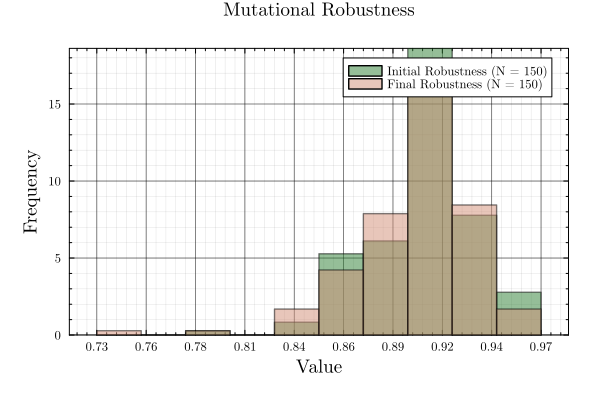 Mutational Robustness
Initial Robustness (N = 150)
Final Robustness (N = 150)
Frequency
15
10
5
0
0.73 0.76 0.78 0.81 0.84 0.86 0.89 0.92 0.94 0.97
Value